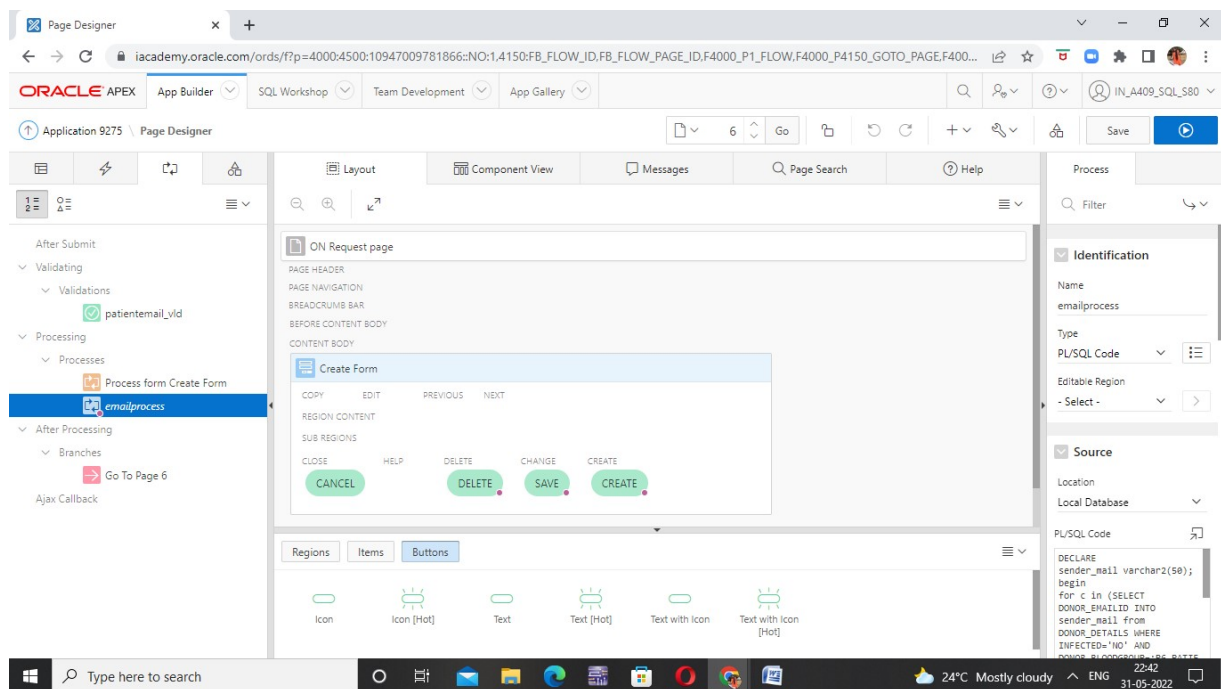 Page Designer
iacademy.oracle.com/ords/f?p=4000:4500:10947009781866::NO:1,4150:FB_FLOW_ID,FB_FLOW_PAGE_ID,F4000_P1_FLOW,F4000_P4150_GOTO_PAGE,F400...
ORACLE APEX App Builder SQL Workshop Team Development App Gallery IN_A409_SQL_S80
Application 9275 \ Page Designer 6 Go Save
Layout Component View Messages Page Search Help Process
Filter
After Submit
Validating
Validations
patientemail_vld
Processing
Processes
Process form Create Form
emailprocess
After Processing
Branches
Go To Page 6
Ajax Callback
ON Request page
PAGE HEADER
PAGE NAVIGATION
BREADCRUMB BAR
BEFORE CONTENT BODY
CONTENT BODY
Create Form
COPY EDIT PREVIOUS NEXT
REGION CONTENT
SUB REGIONS
CLOSE HELP DELETE CHANGE CREATE
CANCEL DELETE SAVE CREATE
Regions Items Buttons
Icon Icon [Hot] Text Text [Hot] Text with Icon Text with Icon
[Hot]
Identification
Name
emailprocess
Type
PL/SQL Code
Editable Region
- Select -
Source
Location
Local Database
PL/SQL Code
DECLARE
sender_mail varchar2(50);
begin
for c in (SELECT
DONOR_EMAILID INTO
sender_mail from
DONOR_DETAILS WHERE
INFECTED='NO' AND
DONOR_BLOODGROUP=:P6_PATIE
Type here to search 24°C Mostly cloudy ENG 22:42
31-05-2022